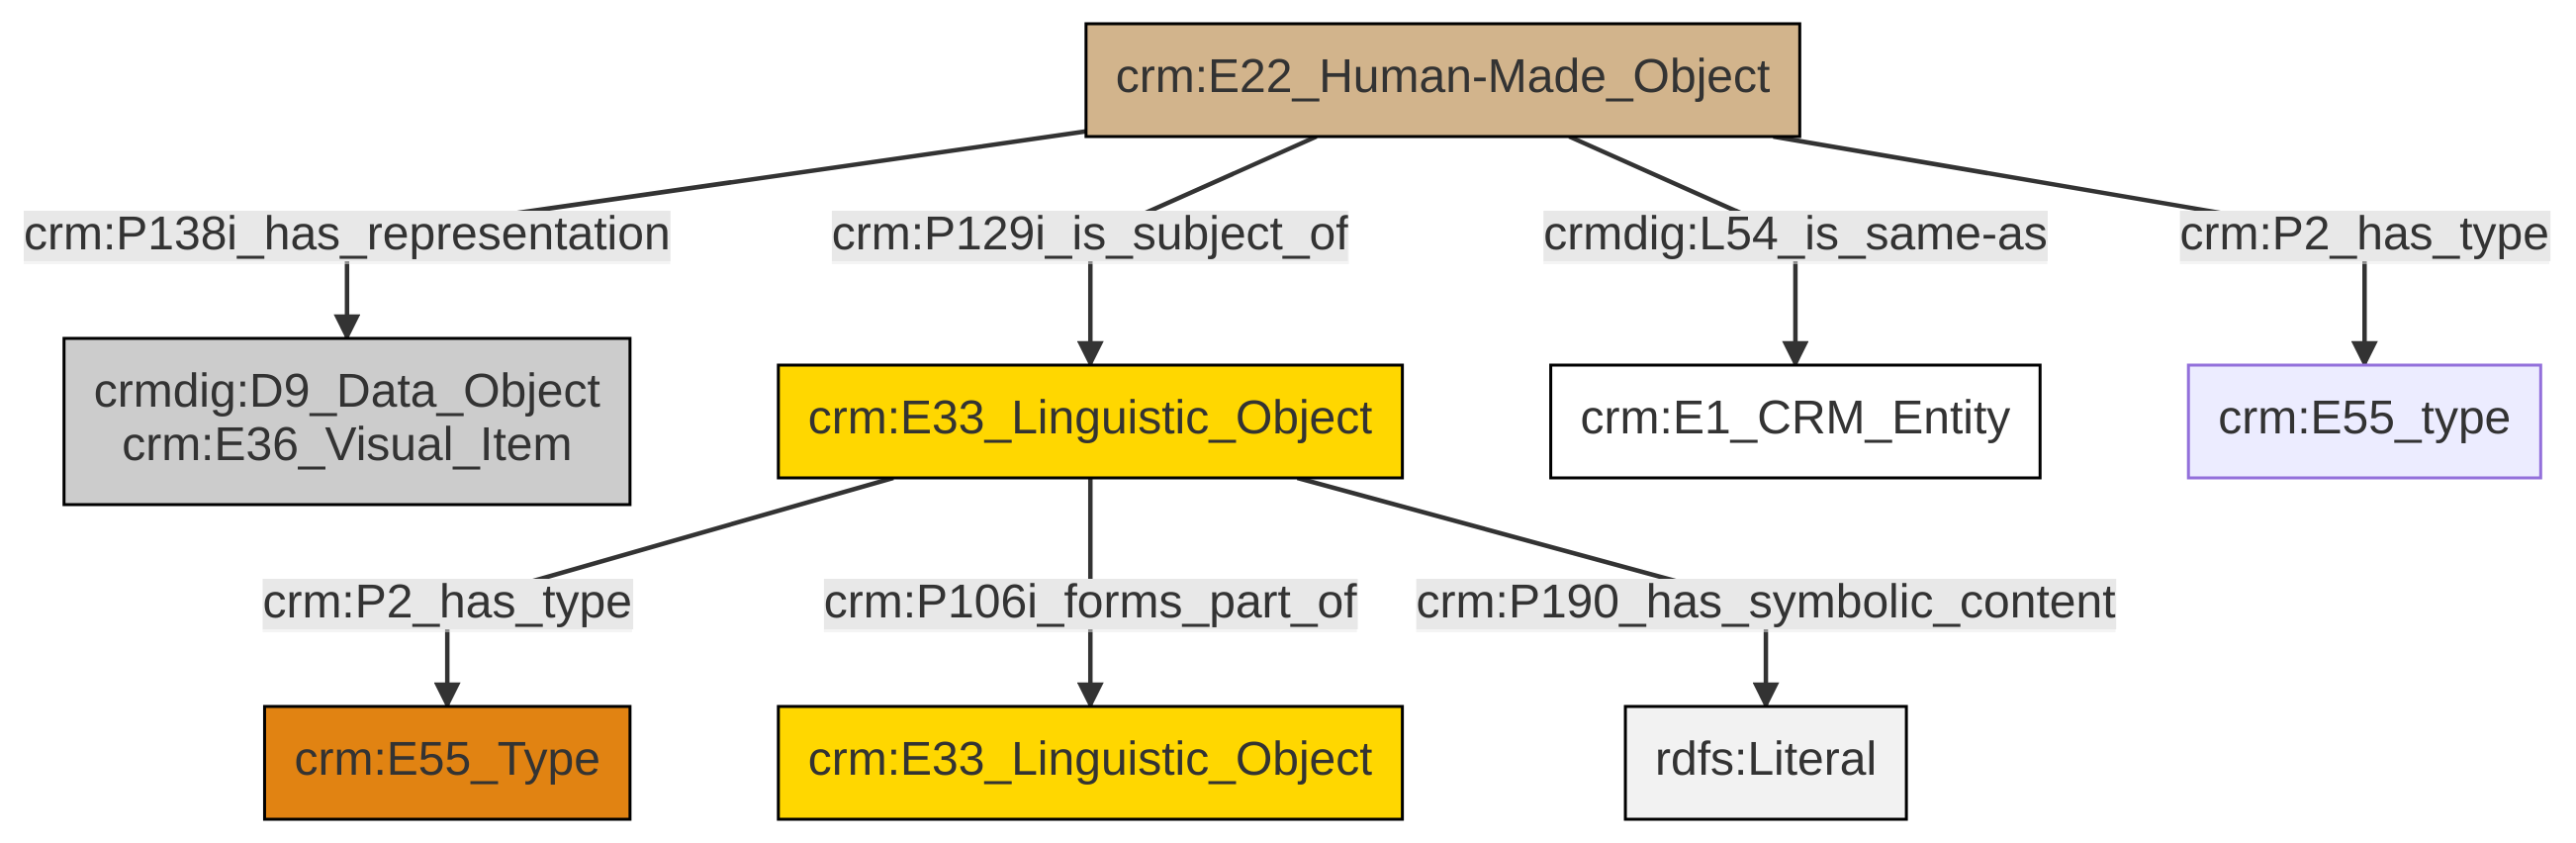 crm:E22_Human-Made_Object
crm:P138i_has_representation
crm:P129i_is_subject_of
crmdig:L54_is_same-as
crm:P2_has_type
crmdig:D9_Data_Object
crm:E36_Visual_Item
crm:E33_Linguistic_Object
crm:E1_CRM_Entity
crm:E55_type
crm:P2_has_type
crm:P106i_forms_part_of
crm:P190_has_symbolic_content
crm:E55_Type
crm:E33_Linguistic_Object
rdfs:Literal